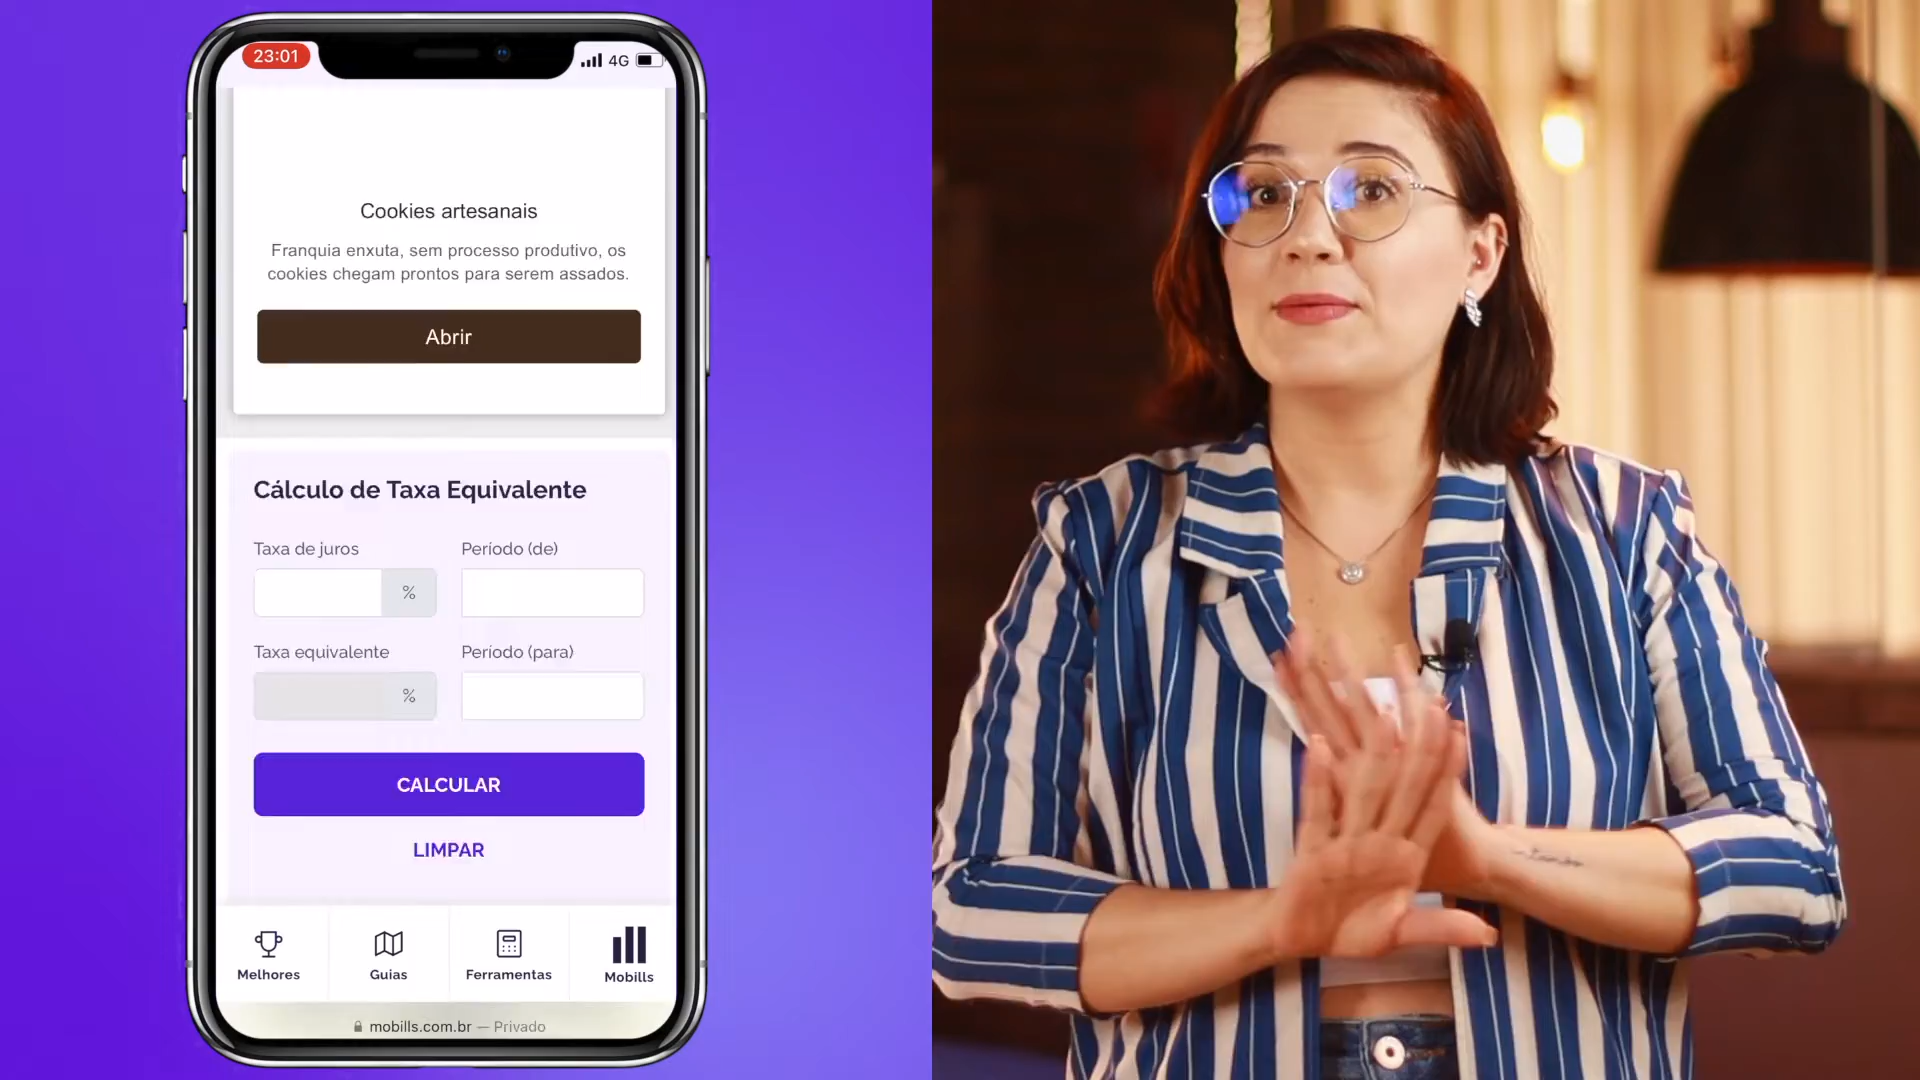 23:01
4G
Cookies artesanais
Franquia enxuta, sem processo produtivo, os
cookies chegam prontos para serem assados.
Abrir
Cálculo de Taxa Equivalente
Taxa de juros
Período (de)
%
Taxa equivalente
Período (para)
%
CALCULAR
LIMPAR
Melhores
Guias
Ferramentas
Mobills
mobills.com.br — Privado